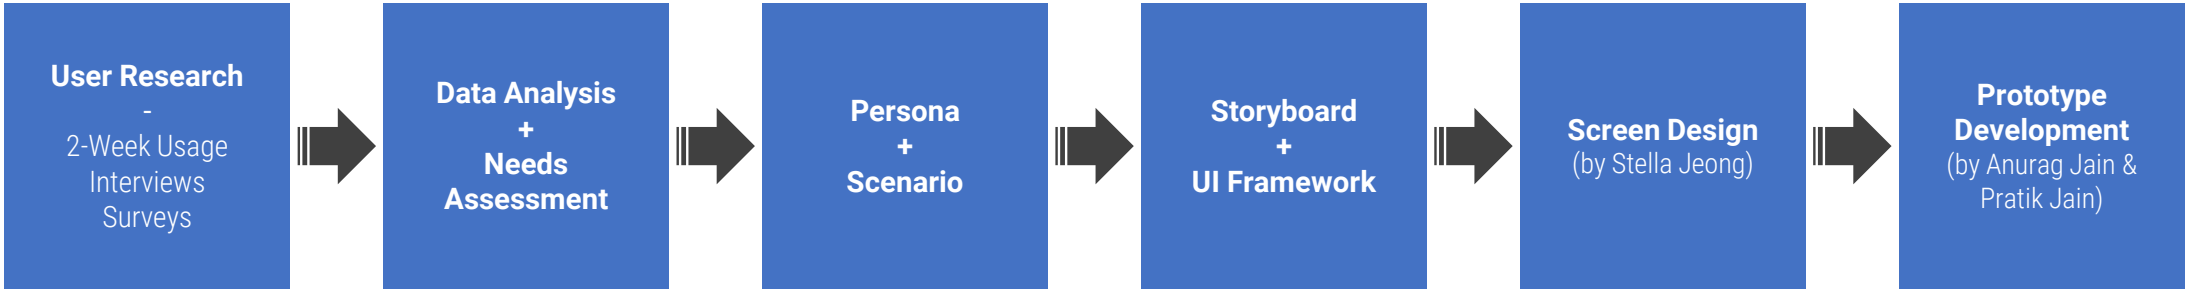 User Research
-
2-Week Usage
Interviews
Surveys
Data Analysis
+
Needs
Assessment
Persona
+
Scenario
Storyboard
+
UI Framework
Screen Design
(by Stella Jeong)
Prototype
Development
(by Anurag Jain &
Pratik Jain)